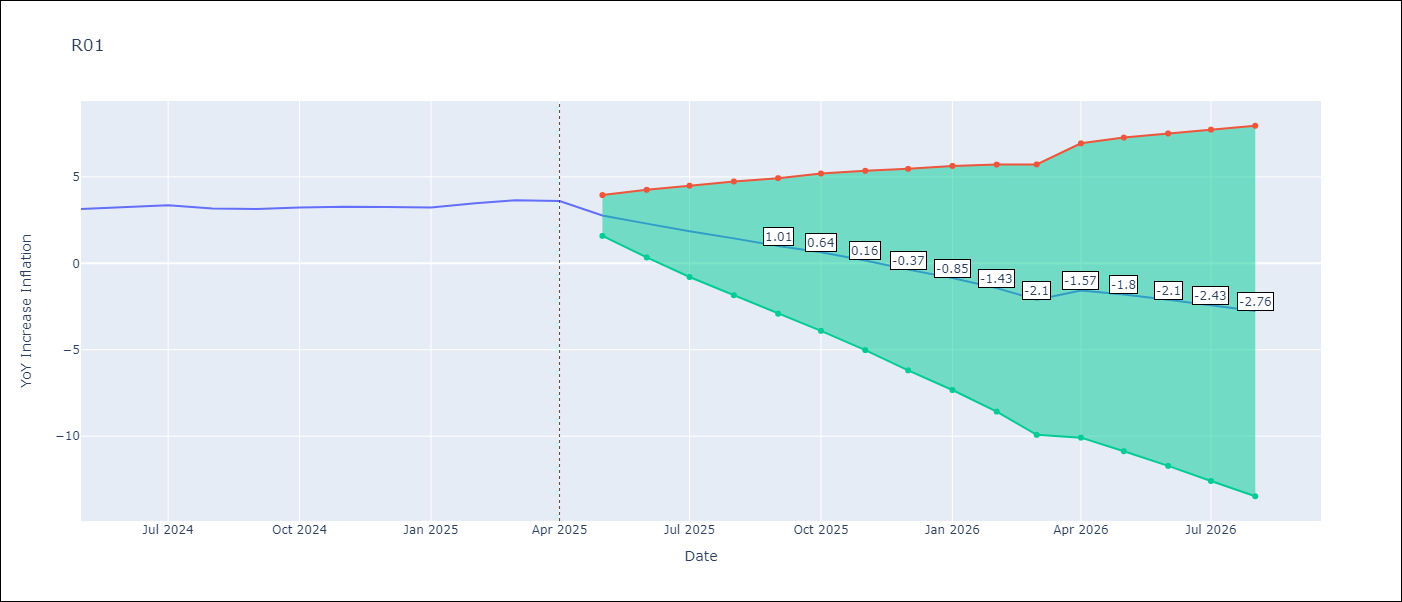 R01
YoY Increase Inflation
5
0
−5
−10
1.01
0.64
0.16
-0.37
-0.85
-1.43
-2.1
-1.57
-1.8
-2.1
-2.43
-2.76
Jul 2024
Oct 2024
Jan 2025
Apr 2025
Jul 2025
Oct 2025
Jan 2026
Apr 2026
Jul 2026
Date